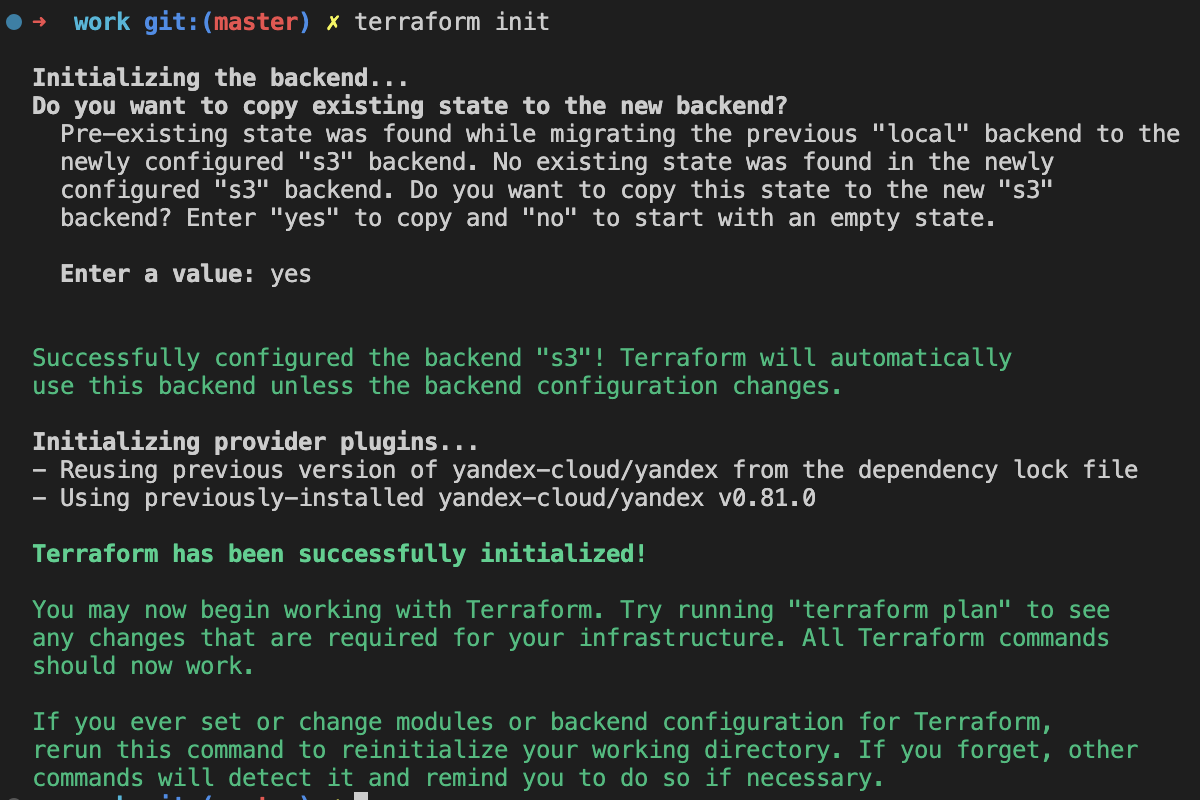 ➜ work git:(master) ✗ terraform init
Initializing the backend...
Do you want to copy existing state to the new backend?
Pre-existing state was found while migrating the previous "local" backend to the
newly configured "s3" backend. No existing state was found in the newly
configured "s3" backend. Do you want to copy this state to the new "s3"
backend? Enter "yes" to copy and "no" to start with an empty state.
Enter a value: yes
Successfully configured the backend "s3"! Terraform will automatically
use this backend unless the backend configuration changes.
Initializing provider plugins...
- Reusing previous version of yandex-cloud/yandex from the dependency lock file
- Using previously-installed yandex-cloud/yandex v0.81.0
Terraform has been successfully initialized!
You may now begin working with Terraform. Try running "terraform plan" to see
any changes that are required for your infrastructure. All Terraform commands
should now work.
If you ever set or change modules or backend configuration for Terraform,
rerun this command to reinitialize your working directory. If you forget, other
commands will detect it and remind you to do so if necessary.